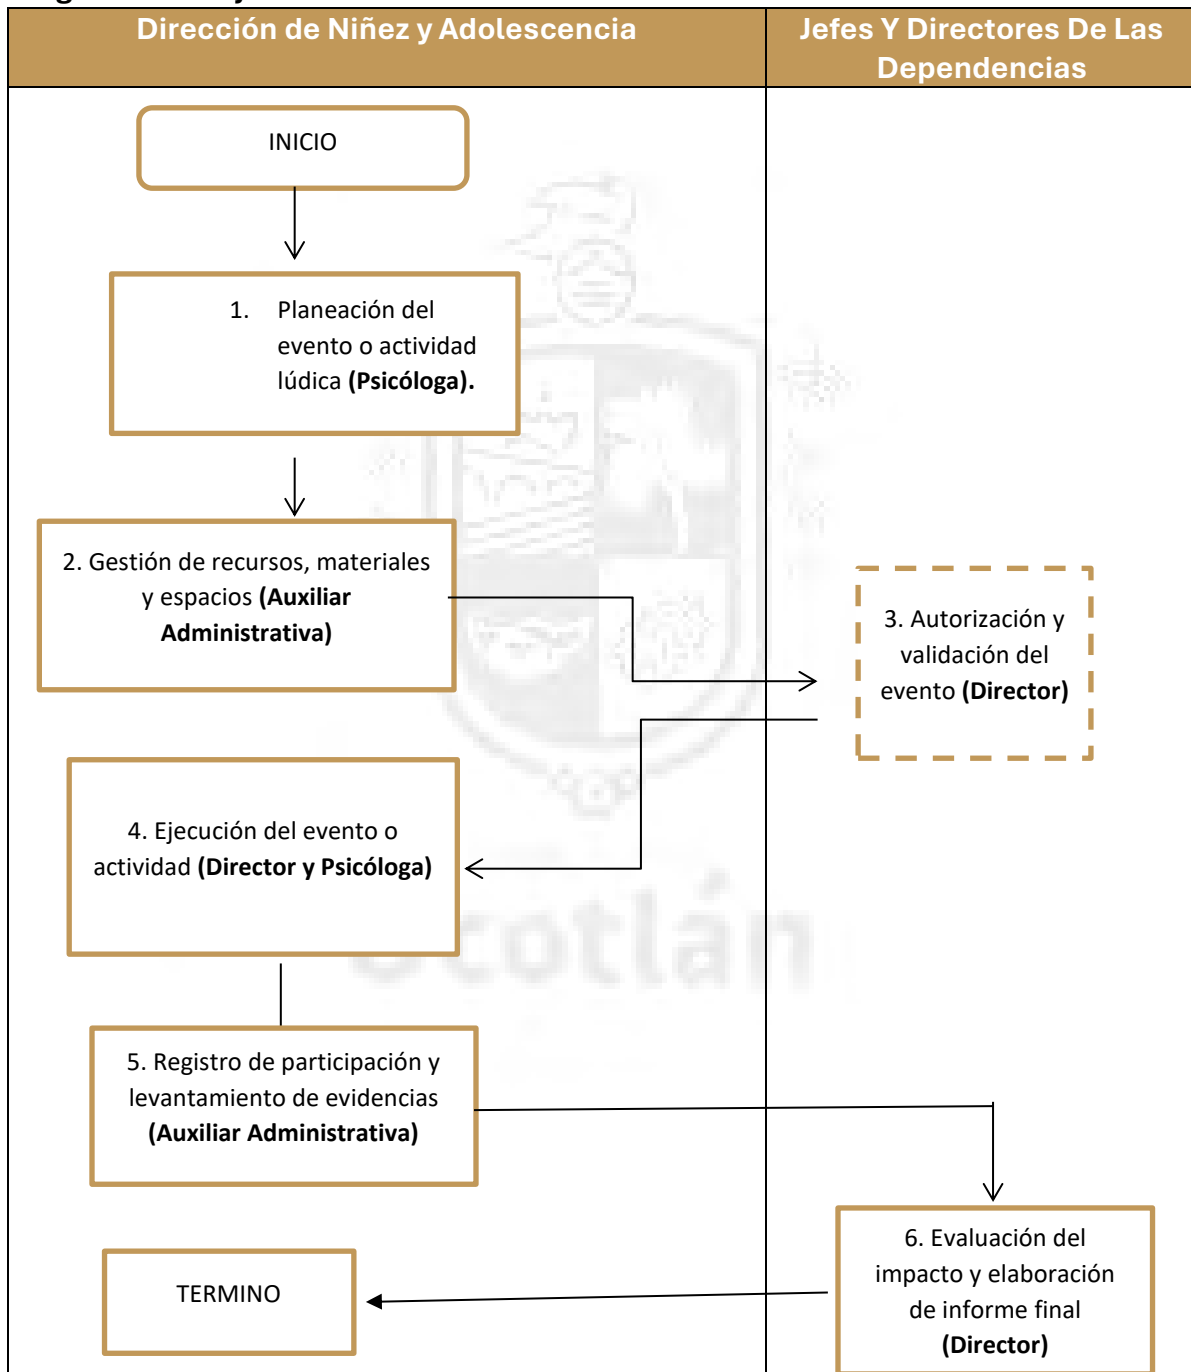 Dirección de Niñez y Adolescencia
Jefes Y Directores De Las
Dependencias
INICIO
1. Planeación del
evento o actividad
lúdica (Psicóloga).
2. Gestión de recursos, materiales
y espacios (Auxiliar
Administrativa)
3. Autorización y
validación del
evento (Director)
4. Ejecución del evento o
actividad (Director y Psicóloga)
Ocotlán
5. Registro de participación y
levantamiento de evidencias
(Auxiliar Administrativa)
6. Evaluación del
impacto y elaboración
de informe final
(Director)
TERMINO